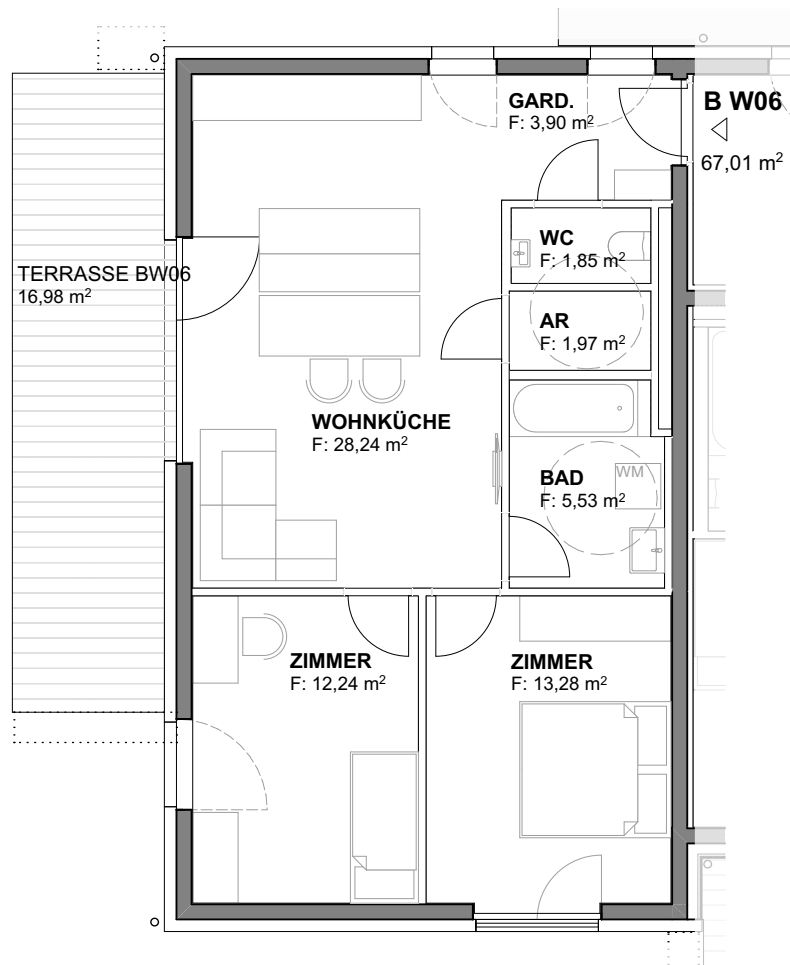 GARD.
F: 3,90 m²
B W06
67,01 m²
WC
F: 1,85 m²
TERRASSE BW06
16,98 m²
AR
F: 1,97 m²
WOHNKÜCHE
F: 28,24 m²
BAD
F: 5,53 m²
WM
ZIMMER
F: 12,24 m²
ZIMMER
F: 13,28 m²